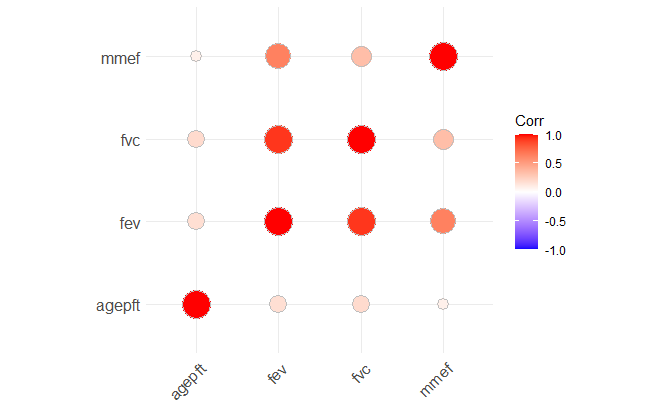 mmef
fvc
fev
agepft
agepft
fev
fvc
mmef
Corr
1.0
0.5
0.0
-0.5
-1.0